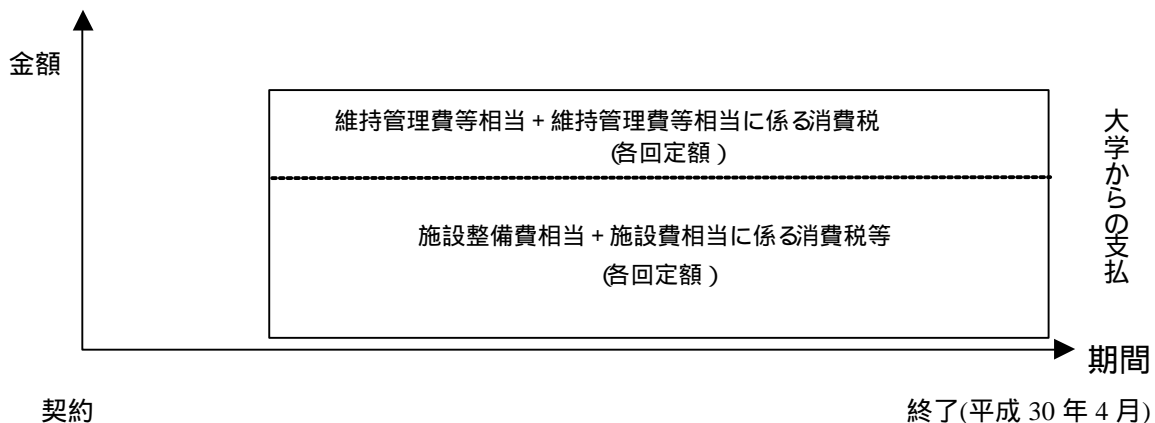 金額
維持管理費等相当 + 維持管理費等相当に係る消費税
(各回定額)
施設整備費相当 + 施設費相当に係る消費税等
(各回定額)
大学からの支払
期間
契約
終了(平成 30 年 4 月)